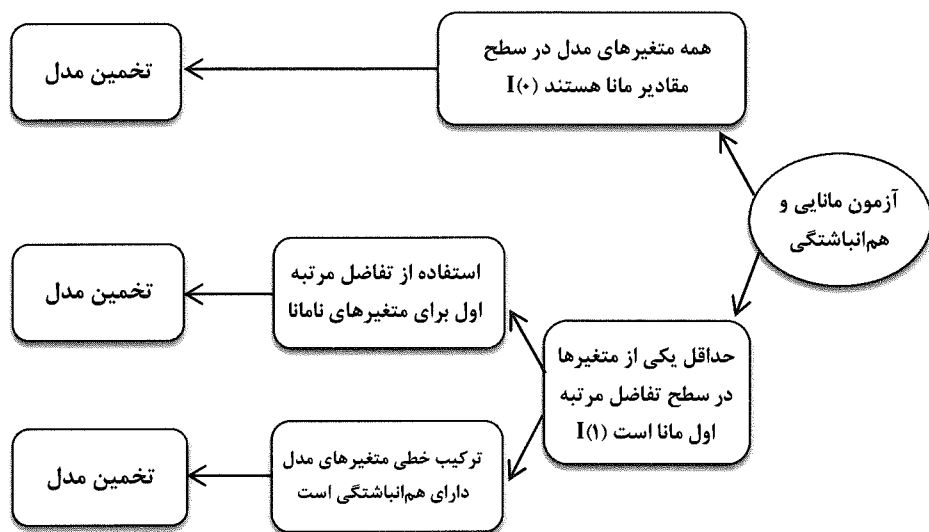 همه متغیرهای مدل در سطح
مقادیر مانا هستند I(۰)
تخمین مدل
آزمون مانایی و
هم‌انباشتگی
استفاده از تفاضل مرتبه
اول برای متغیرهای نامانا
تخمین مدل
حداقل یکی از متغیرها
در سطح تفاضل مرتبه
اول مانا است I(۱)
ترکیب خطی متغیرهای مدل
دارای هم‌انباشتگی است
تخمین مدل